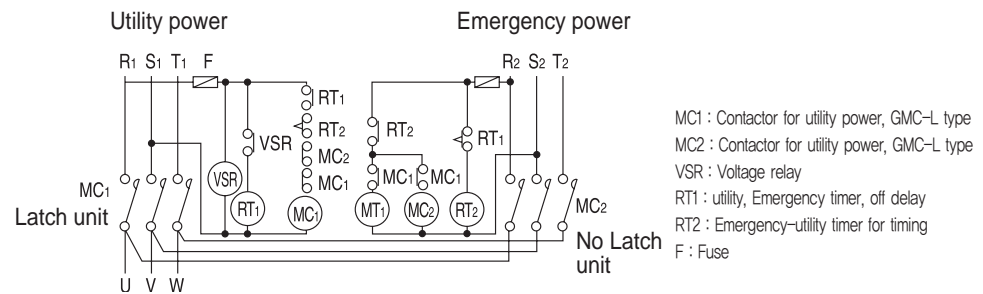 Utility power
Emergency power
R1 S1 T1 F
R2 S2 T2
RT1
RT2
MC2
MC1
VSR
VSR
RT1
MC1
RT2
MC1
MC1
RT1
MT1
MC2
RT2
MC1
Latch unit
MC2
No Latch
unit
U V W
MC1 : Contactor for utility power, GMC-L type
MC2 : Contactor for utility power, GMC-L type
VSR : Voltage relay
RT1 : utility, Emergency timer, off delay
RT2 : Emergency-utility timer for timing
F : Fuse